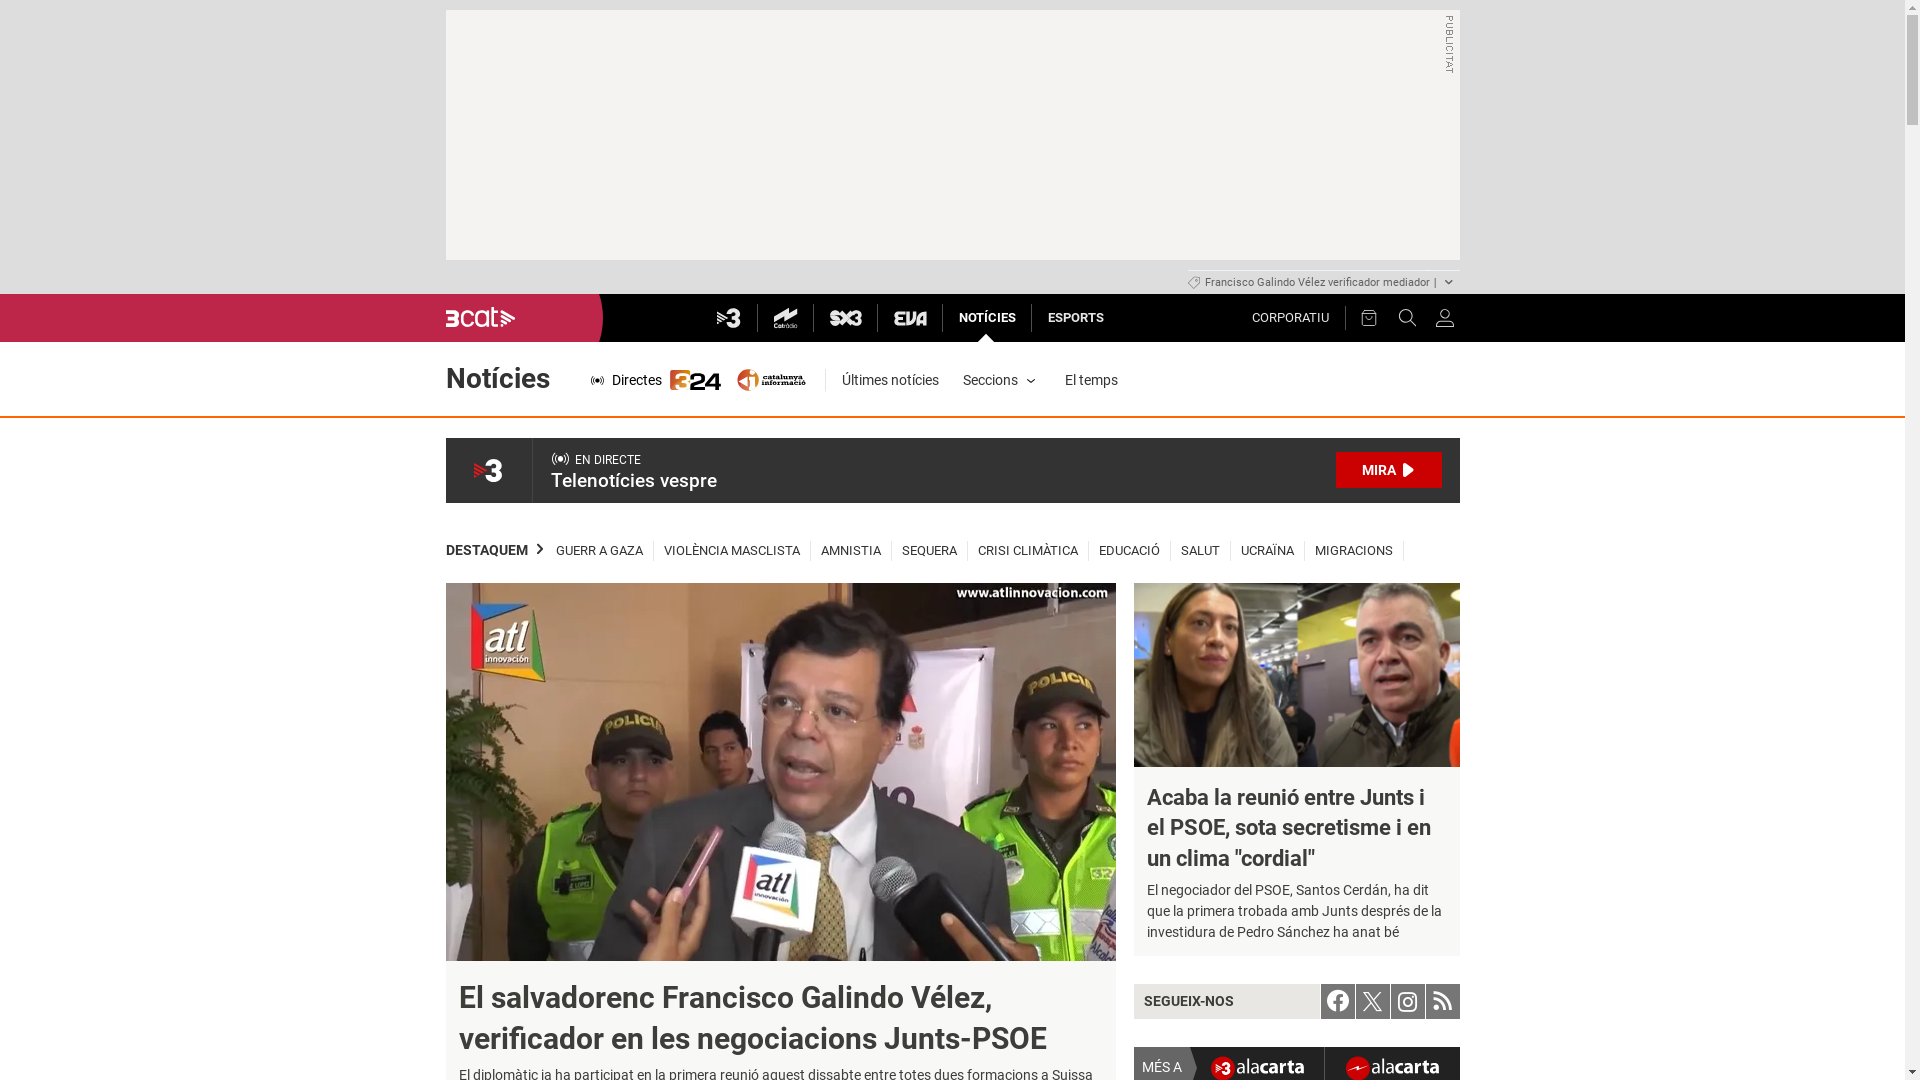 PUBLICITAT
Francisco Galindo Vélez verificador mediador |
3cat
3
Catràdio
SX3
EVA
NOTÍCIES
ESPORTS
CORPORATIU
Notícies
Directes
324
catalunya
informació
Últimes notícies
Seccions
El temps
3
EN DIRECTE
Telenotícies vespre
MIRA
DESTAQUEM
GUERR A GAZA
VIOLÈNCIA MASCLISTA
AMNISTIA
SEQUERA
CRISI CLIMÀTICA
EDUCACIÓ
SALUT
UCRAÏNA
MIGRACIONS
www.atlinnovacion.com
atl
innovación
POLICIA
POLICIA
atl
innovación
El salvadorenc Francisco Galindo Vélez,
verificador en les negociacions Junts-PSOE
El diplomàtic ja ha participat en la primera reunió aquest dissabte entre totes dues formacions a Suïssa
Acaba la reunió entre Junts i
el PSOE, sota secretisme i en
un clima "cordial"
El negociador del PSOE, Santos Cerdán, ha dit
que la primera trobada amb Junts després de la
investidura de Pedro Sánchez ha anat bé
SEGUEIX-NOS
MÉS A
3 alacarta
alacarta